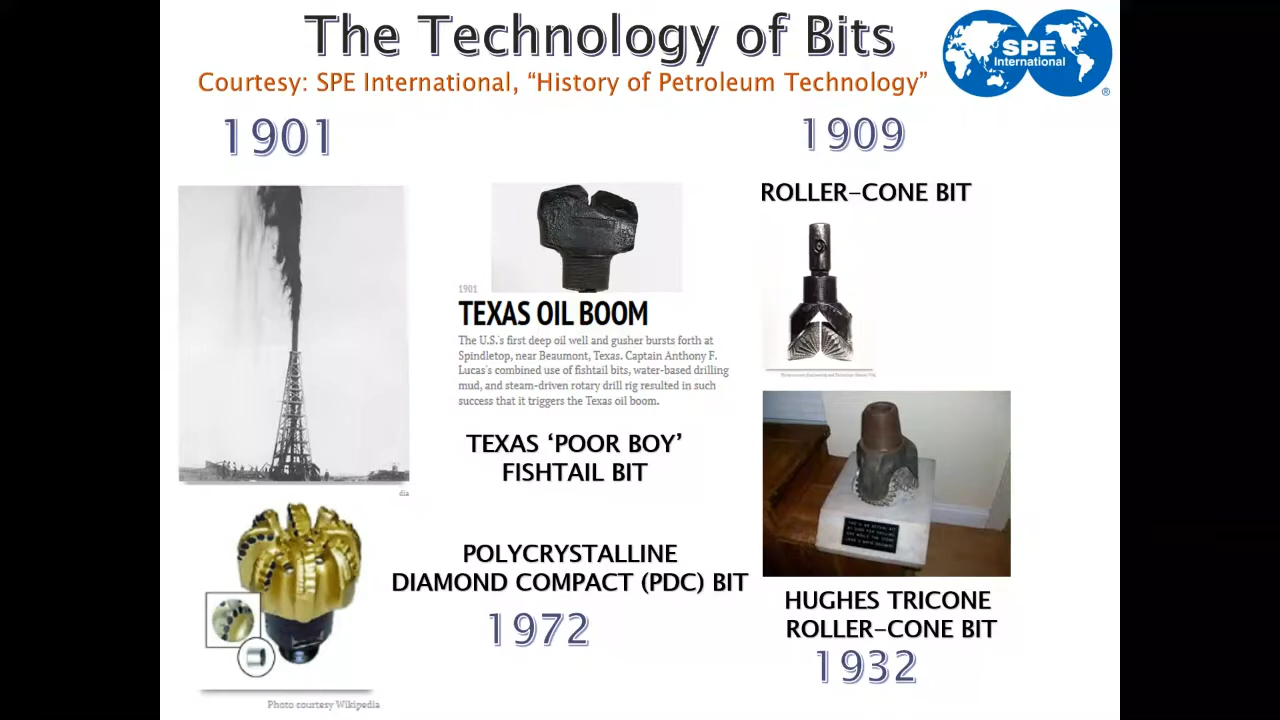 The Technology of Bits
Courtesy: SPE International, “History of Petroleum Technology”
SPE
International
®
1901
1909
ROLLER-CONE BIT
1901
TEXAS OIL BOOM
The U.S.'s first deep oil well and gusher bursts forth at
Spindletop, near Beaumont, Texas. Captain Anthony F.
Lucas's combined use of fishtail bits, water-based drilling
mud, and steam-driven rotary drill rig resulted in such
success that it triggers the Texas oil boom.
TEXAS ‘POOR BOY’
FISHTAIL BIT
dia
POLYCRYSTALLINE
DIAMOND COMPACT (PDC) BIT
1972
HUGHES TRICONE
ROLLER-CONE BIT
1932
Photo courtesy Wikipedia